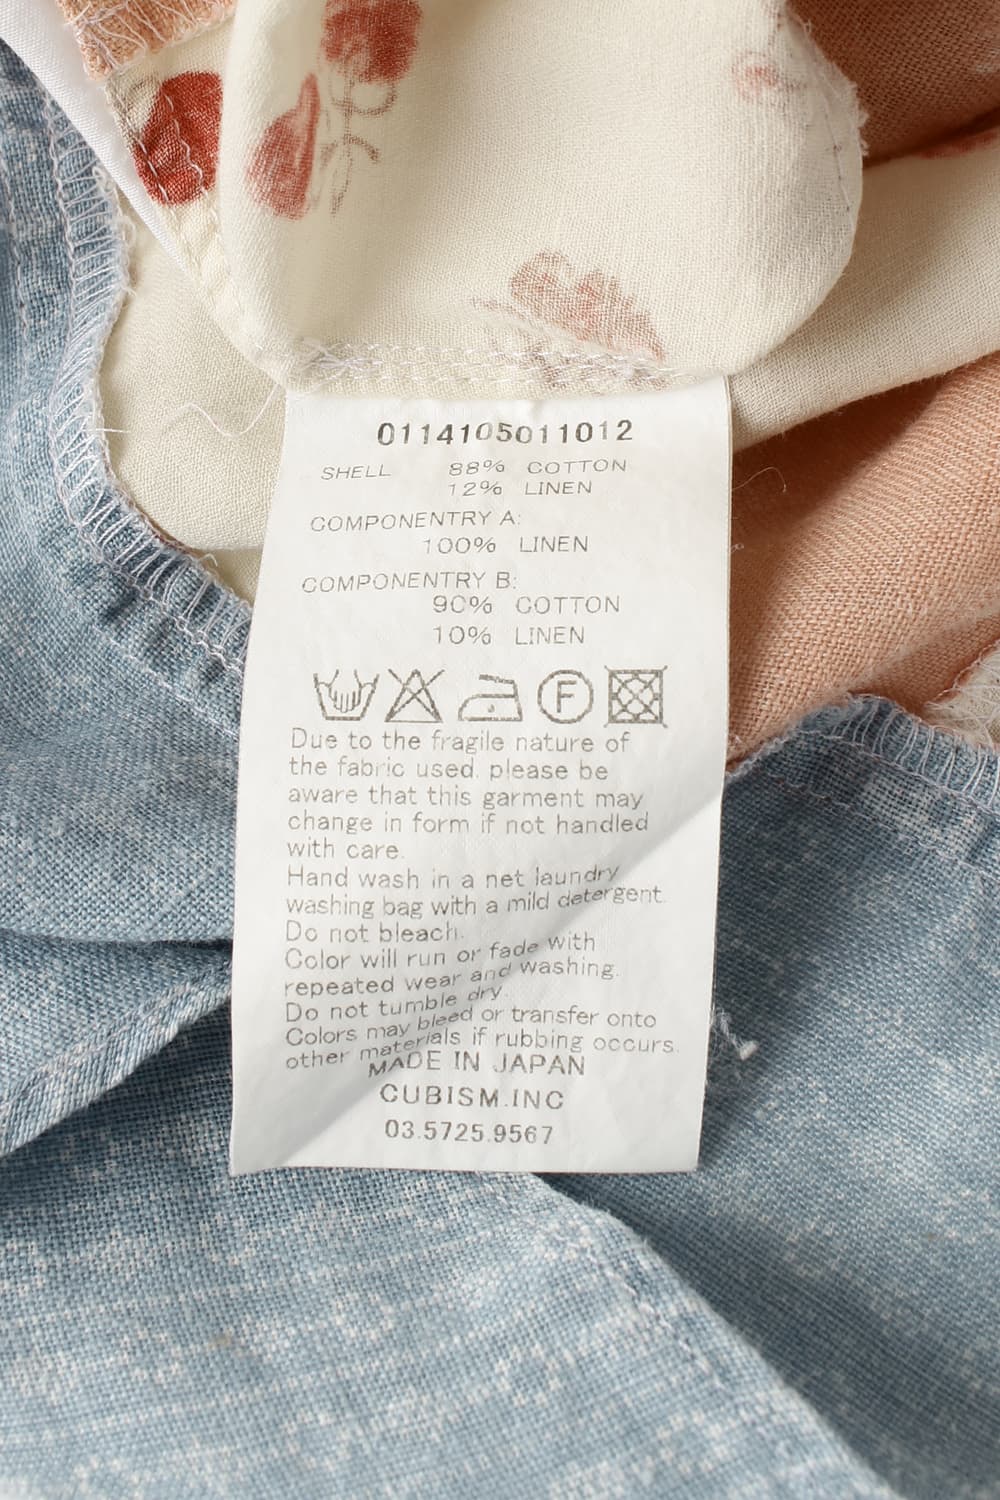 0114105011012
SHELL 88% COTTON
12% LINEN
COMPONENTRY A:
100% LINEN
COMPONENTRY B:
90% COTTON
10% LINEN
F
Due to the fragile nature of
the fabric used, please be
aware that this garment may
change in form if not handled
with care.
Hand wash in a net laundry
washing bag with a mild detergent.
Do not bleach.
Color will run or fade with
repeated wear and washing.
Do not tumble dry.
Colors may bleed or transfer onto
other materials if rubbing occurs.
MADE IN JAPAN
CUBISM.INC
03.5725.9567